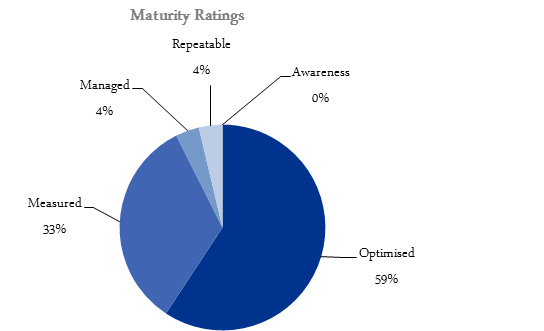 Maturity Ratings
Repeatable
4%
Awareness
0%
Managed
4%
Measured
33%
Optimised
59%